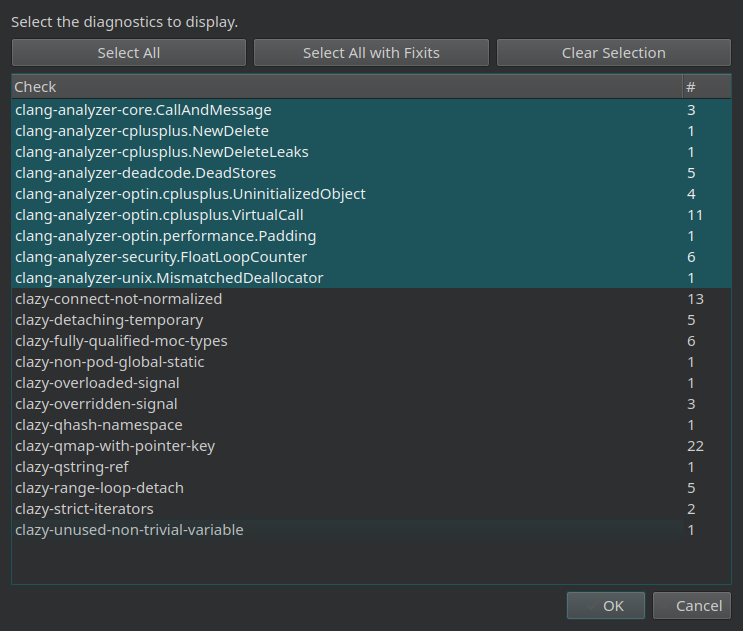 Select the diagnostics to display.
Select All Select All with Fixits Clear Selection
Check #
clang-analyzer-core.CallAndMessage 3
clang-analyzer-cplusplus.NewDelete 1
clang-analyzer-cplusplus.NewDeleteLeaks 1
clang-analyzer-deadcode.DeadStores 5
clang-analyzer-optin.cplusplus.UninitializedObject 4
clang-analyzer-optin.cplusplus.VirtualCall 11
clang-analyzer-optin.performance.Padding 1
clang-analyzer-security.FloatLoopCounter 6
clang-analyzer-unix.MismatchedDeallocator 1
clazy-connect-not-normalized 13
clazy-detaching-temporary 5
clazy-fully-qualified-moc-types 6
clazy-non-pod-global-static 1
clazy-overloaded-signal 1
clazy-overridden-signal 3
clazy-qhash-namespace 1
clazy-qmap-with-pointer-key 22
clazy-qstring-ref 1
clazy-range-loop-detach 5
clazy-strict-iterators 2
clazy-unused-non-trivial-variable 1
OK Cancel